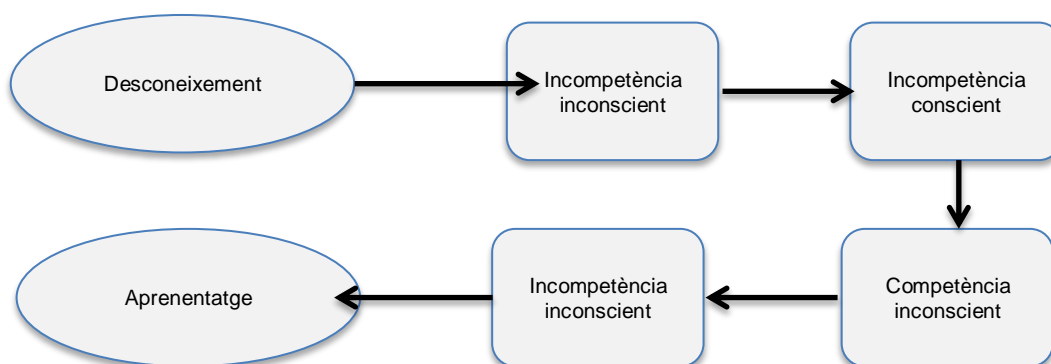 Desconeixement
Incompetència
inconscient
Incompetència
conscient
Aprenentatge
Incompetència
inconscient
Competència
inconscient